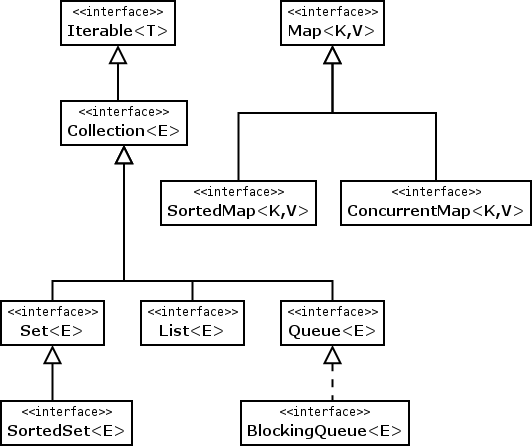 <<interface>>
Iterable<T>
<<interface>>
Map<K,V>
<<interface>>
Collection<E>
<<interface>>
SortedMap<K,V>
<<interface>>
ConcurrentMap<K,V>
<<interface>>
Set<E>
<<interface>>
List<E>
<<interface>>
Queue<E>
<<interface>>
SortedSet<E>
<<interface>>
BlockingQueue<E>